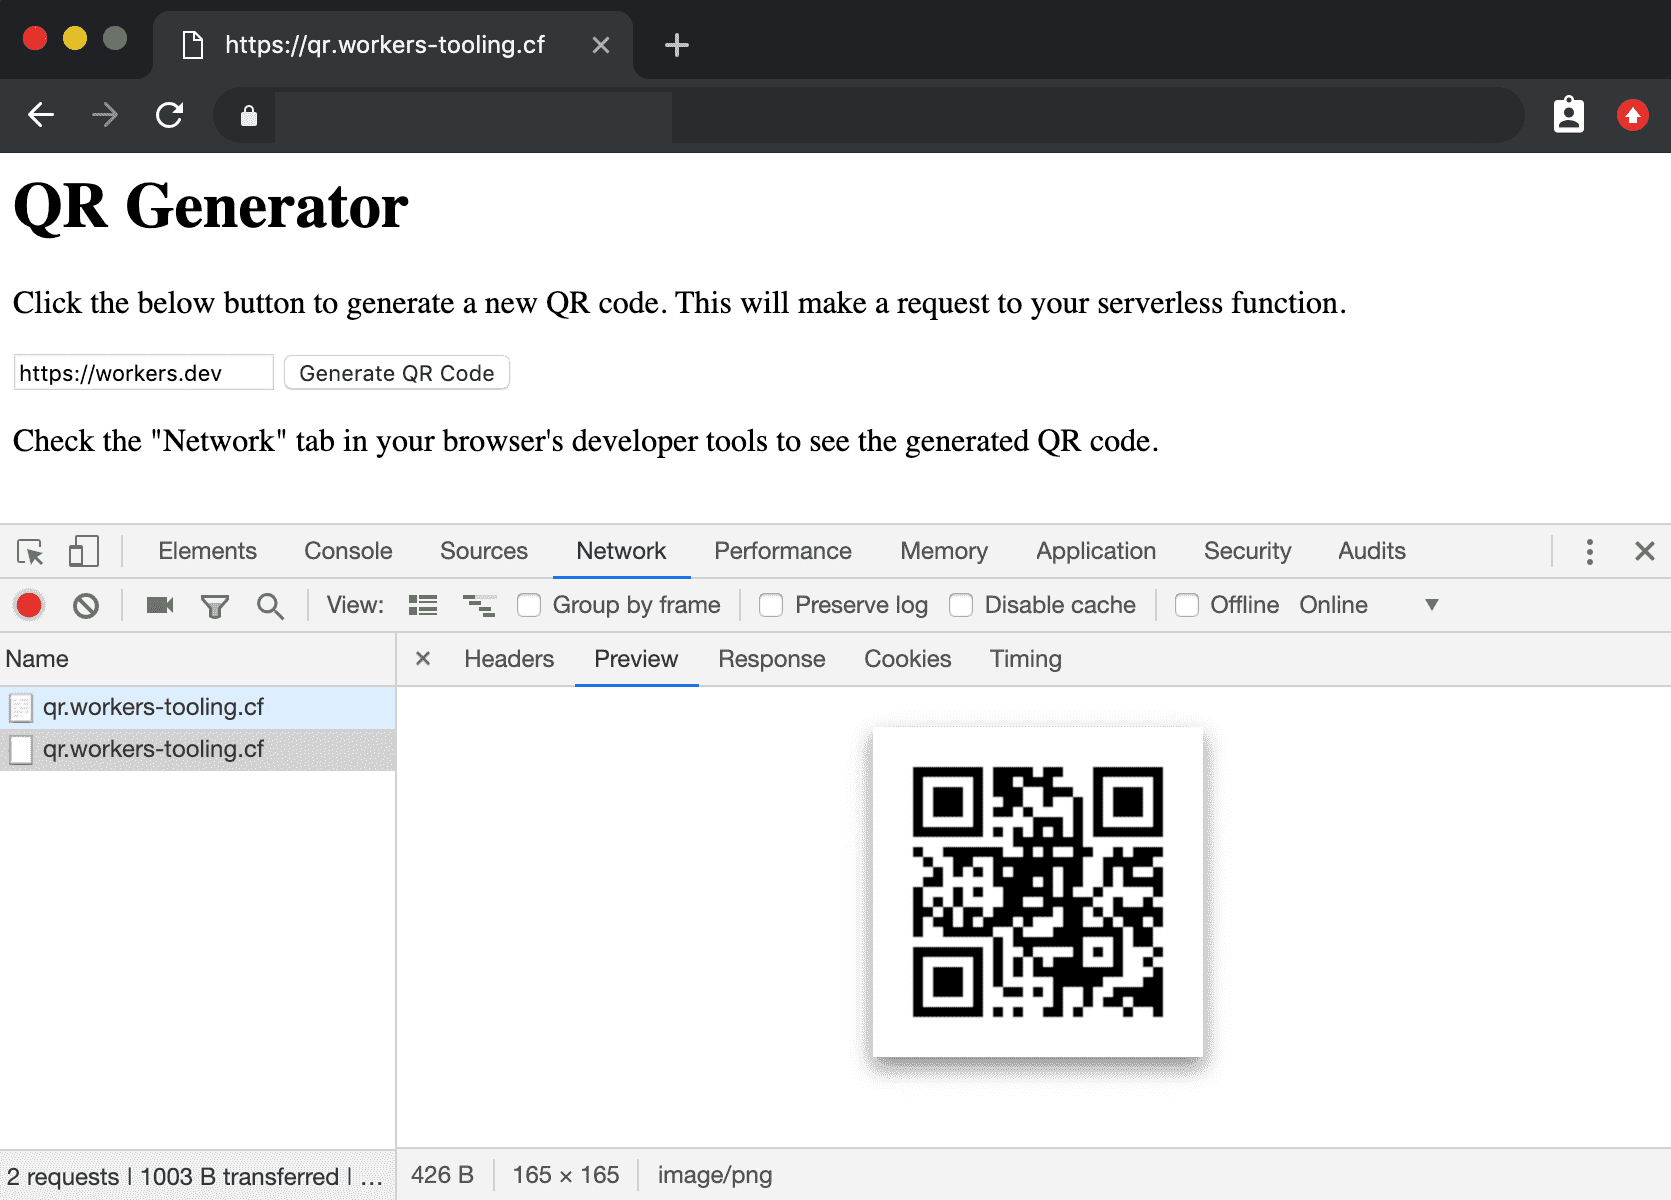 https://qr.workers-tooling.cf
QR Generator
Click the below button to generate a new QR code. This will make a request to your serverless function.
https://workers.dev Generate QR Code
Check the "Network" tab in your browser's developer tools to see the generated QR code.
Elements Console Sources Network Performance Memory Application Security Audits
View: Group by frame Preserve log Disable cache Offline Online
Name Headers Preview Response Cookies Timing
qr.workers-tooling.cf
qr.workers-tooling.cf
2 requests | 1003 B transferred | … 426 B 165 × 165 image/png